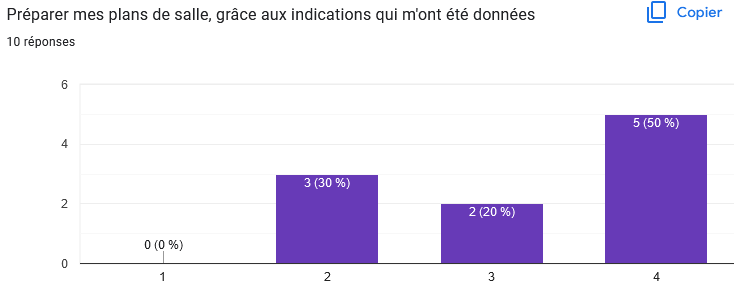 Préparer mes plans de salle, grâce aux indications qui m'ont été données
Copier
10 réponses
6
4
2
0
0 (0 %)
3 (30 %)
2 (20 %)
5 (50 %)
1
2
3
4